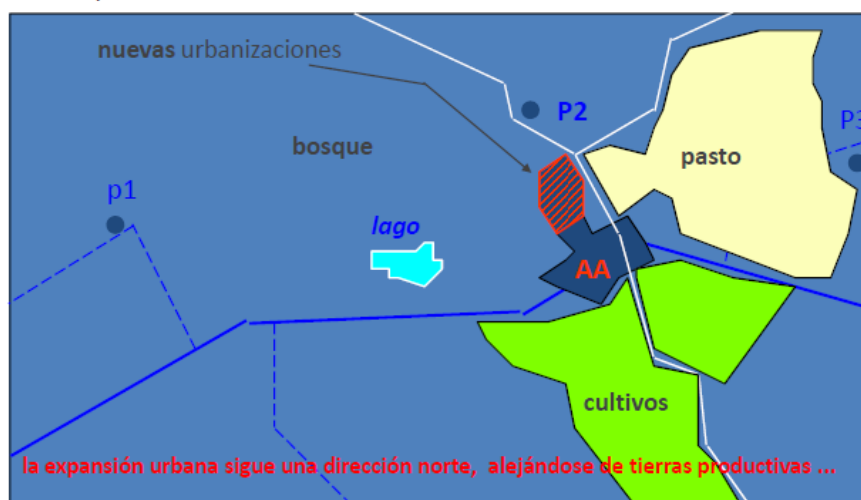 nuevas urbanizaciones
P2
P3
bosque
pasto
p1
lago
AA
cultivos
la expansión urbana sigue una dirección norte, alejándose de tierras productivas ...